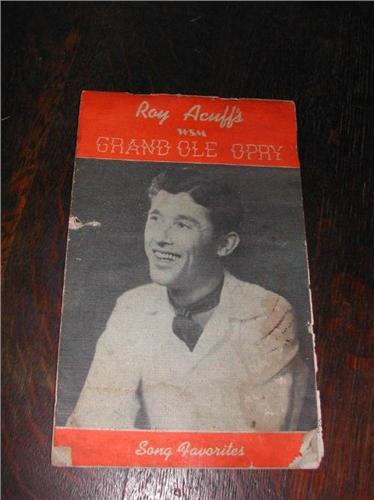 Roy Acuff's
WSM
GRAND OLE OPRY
Song Favorites